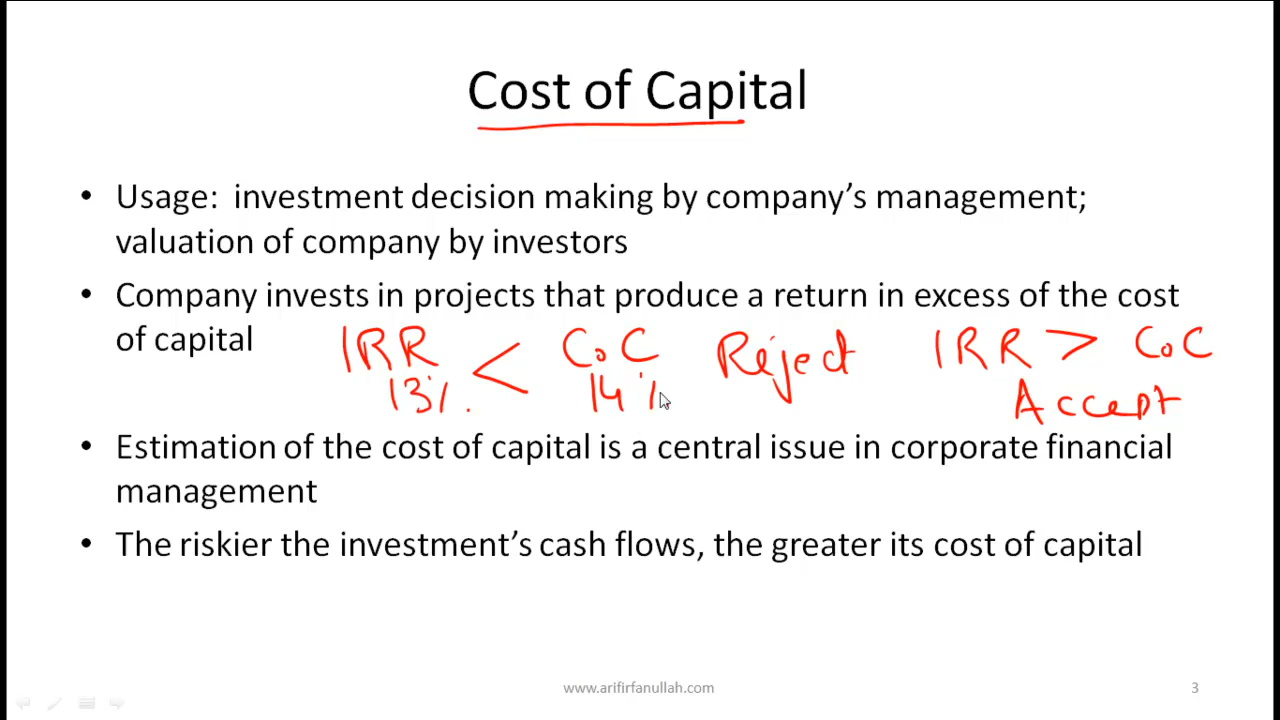 Cost of Capital
• Usage: investment decision making by company's management;
valuation of company by investors
• Company invests in projects that produce a return in excess of the cost
of capital
IRR < CoC Reject IRR > CoC
13% 14% Accept
• Estimation of the cost of capital is a central issue in corporate financial
management
• The riskier the investment's cash flows, the greater its cost of capital
www.arifirfanullah.com 3